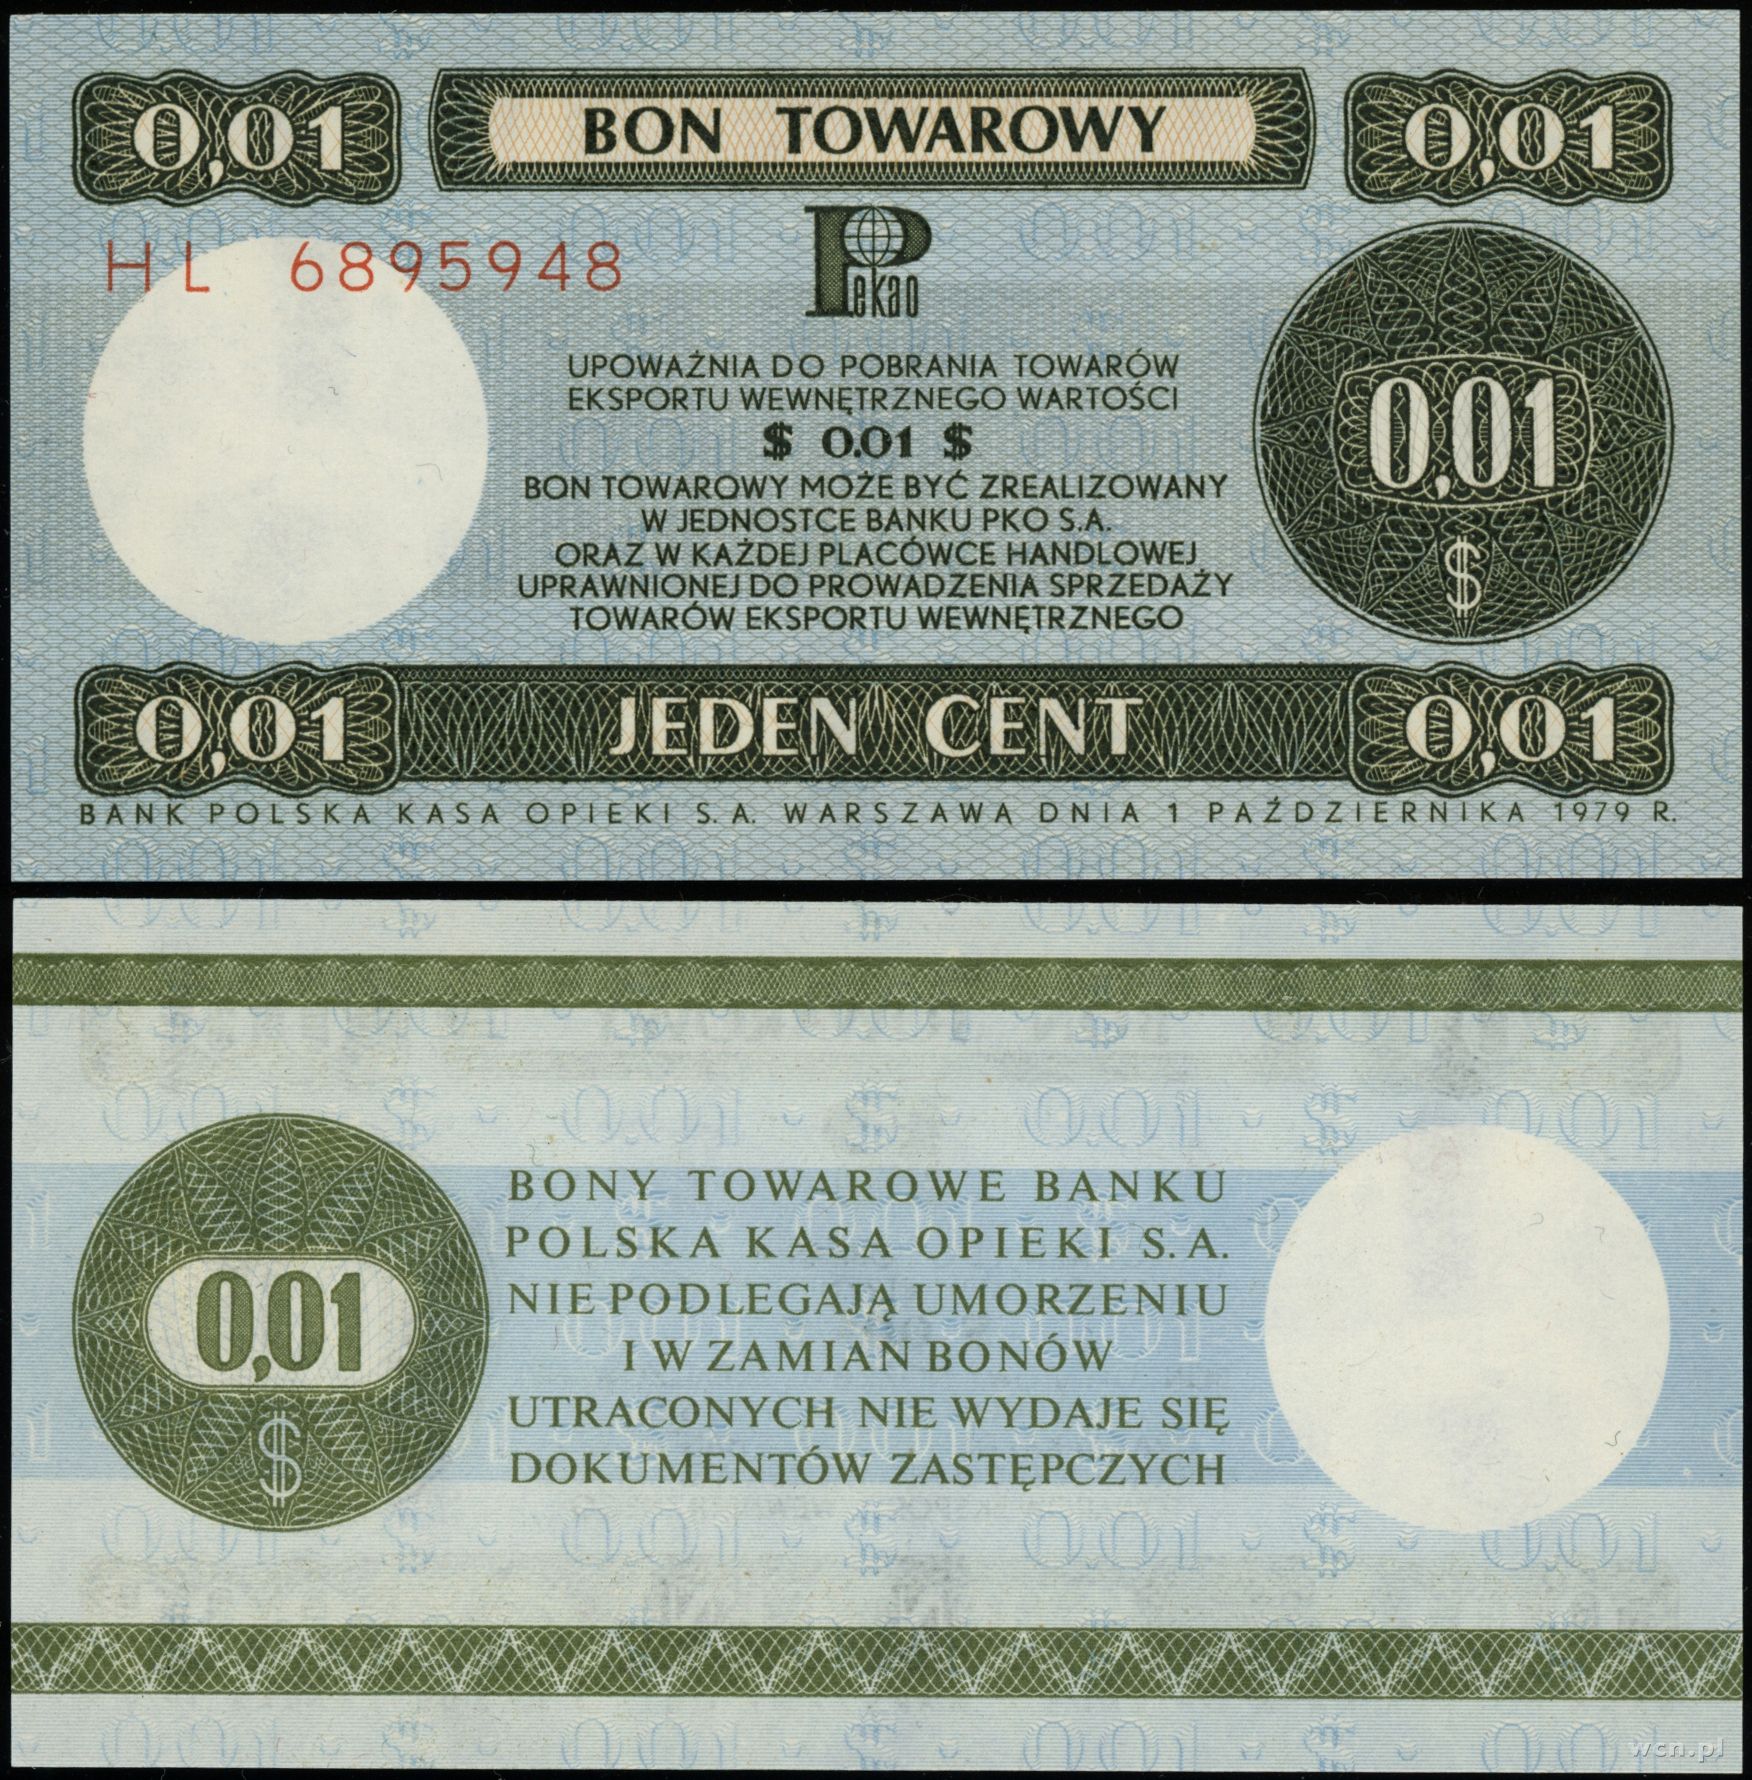 0,01 BON TOWAROWY 0,01
HL 6895948
Pekao
UPOWAŻNIA DO POBRANIA TOWARÓW
EKSPORTU WEWNĘTRZNEGO WARTOŚCI
$ 0.01 $
BON TOWAROWY MOŻE BYĆ ZREALIZOWANY
W JEDNOSTCE BANKU PKO S.A.
ORAZ W KAŻDEJ PLACÓWCE HANDLOWEJ
UPRAWNIONEJ DO PROWADZENIA SPRZEDAŻY
TOWARÓW EKSPORTU WEWNĘTRZNEGO
0,01
$
0,01 JEDEN CENT 0,01
BANK POLSKA KASA OPIEKI S.A. WARSZAWA DNIA 1 PAŹDZIERNIKA 1979 R.
0,01
$
BONY TOWAROWE BANKU
POLSKA KASA OPIEKI S.A.
NIE PODLEGAJĄ UMORZENIU
I W ZAMIAN BONÓW
UTRACONYCH NIE WYDAJE SIĘ
DOKUMENTÓW ZASTĘPCZYCH
wcn.pl